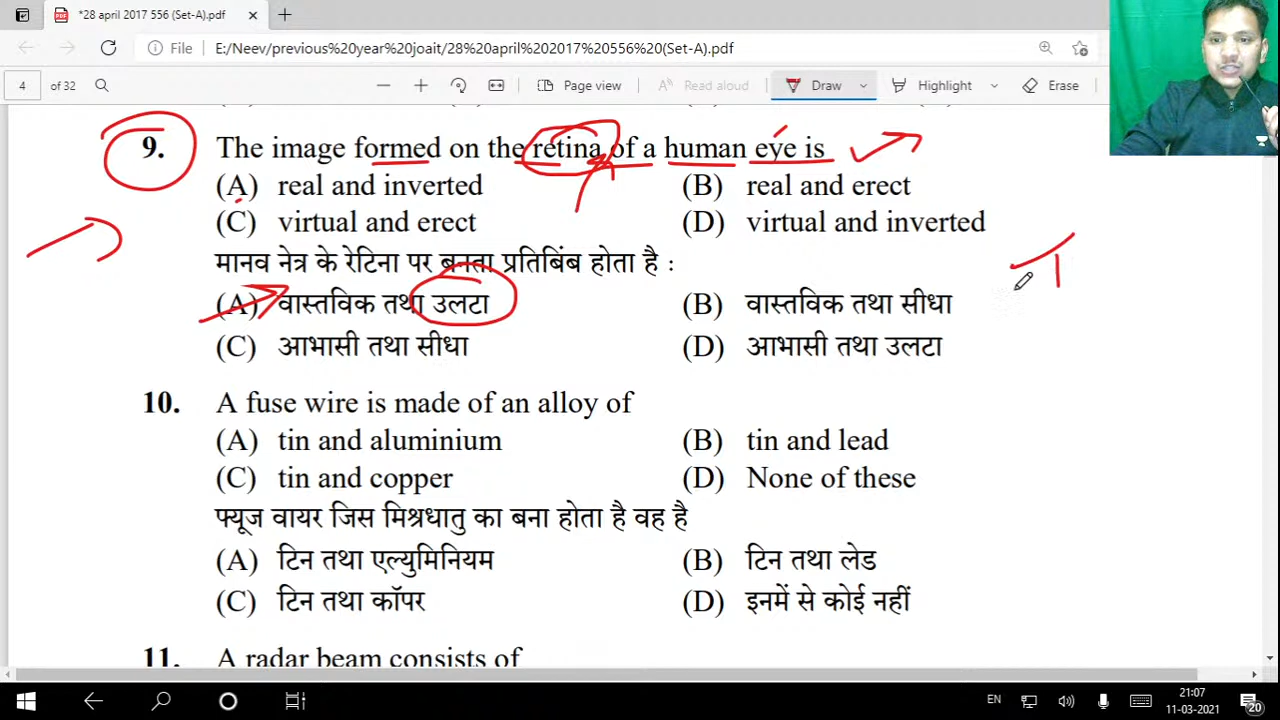 *28 april 2017 556 (Set-A).pdf
File E:/Neev/previous%20year%20joait/28%20april%202017%20556%20(Set-A).pdf
4 of 32 Page view Read aloud Draw Highlight Erase
9. The image formed on the retina of a human eye is
(A) real and inverted (B) real and erect
(C) virtual and erect (D) virtual and inverted
मानव नेत्र के रेटिना पर बनता प्रतिबिंब होता है :
(A) वास्तविक तथा उलटा (B) वास्तविक तथा सीधा
(C) आभासी तथा सीधा (D) आभासी तथा उलटा
10. A fuse wire is made of an alloy of
(A) tin and aluminium (B) tin and lead
(C) tin and copper (D) None of these
फ्यूज वायर जिस मिश्रधातु का बना होता है वह है
(A) टिन तथा एल्युमिनियम (B) टिन तथा लेड
(C) टिन तथा कॉपर (D) इनमें से कोई नहीं
11. A radar beam consists of
EN 21:07
11-03-2021 20